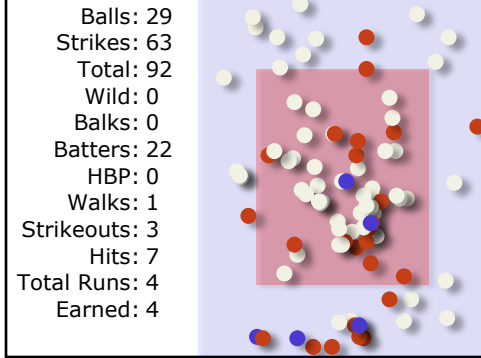 Balls: 29
Strikes: 63
Total: 92
Wild: 0
Balks: 0
Batters: 22
HBP: 0
Walks: 1
Strikeouts: 3
Hits: 7
Total Runs: 4
Earned: 4